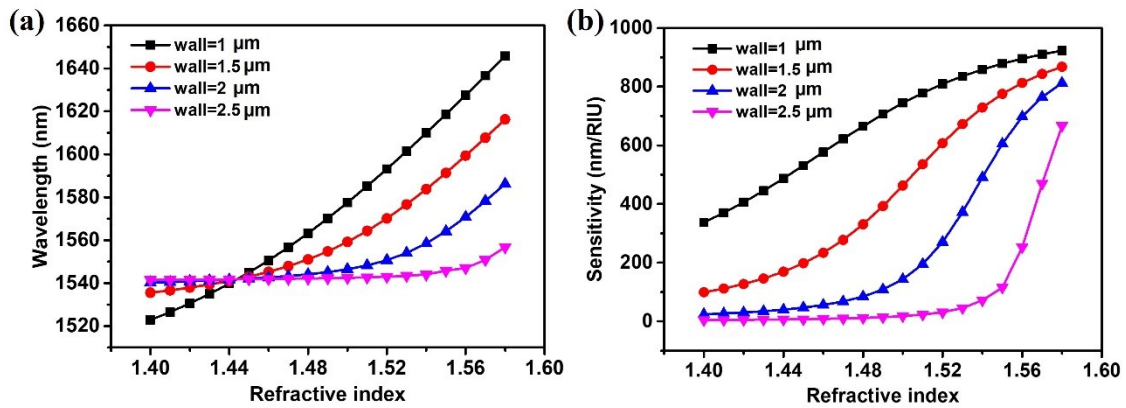 (a)
wall=1 μm
wall=1.5 μm
wall=2 μm
wall=2.5 μm
1660
1640
1620
1600
1580
1560
1540
1520
Wavelength (nm)
1.40 1.44 1.48 1.52 1.56 1.60
Refractive index
(b)
wall=1 μm
wall=1.5 μm
wall=2 μm
wall=2.5 μm
1000
800
600
400
200
0
Sensitivity (nm/RIU)
1.40 1.44 1.48 1.52 1.56 1.60
Refractive index